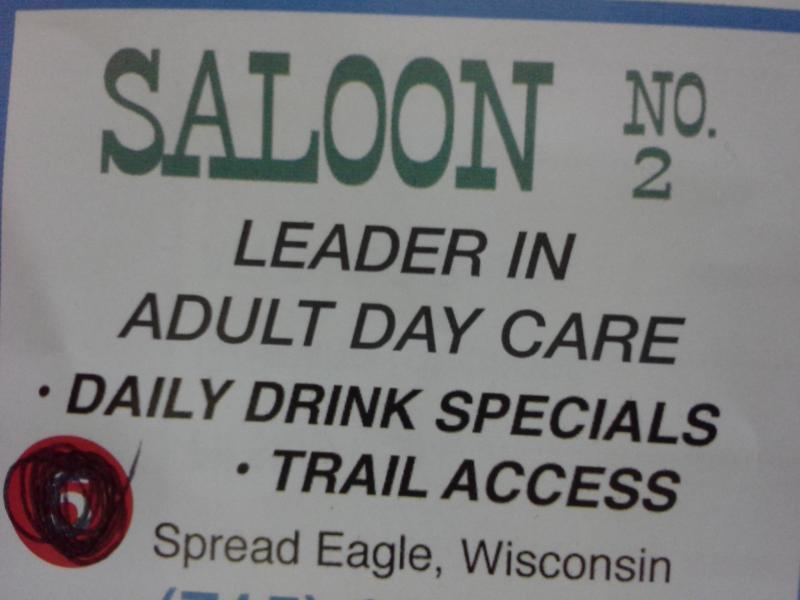 SALOON NO. 2
LEADER IN
ADULT DAY CARE
• DAILY DRINK SPECIALS
• TRAIL ACCESS
Spread Eagle, Wisconsin